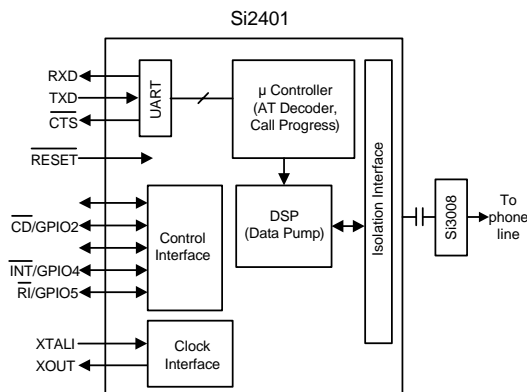 Si2401
RXD
TXD
CTS
RESET
CD/GPIO2
INT/GPIO4
RI/GPIO5
XTALI
XOUT
UART
μ Controller
(AT Decoder,
Call Progress)
DSP
(Data Pump)
Control
Interface
Clock
Interface
Isolation Interface
Si3008
To
phone
line